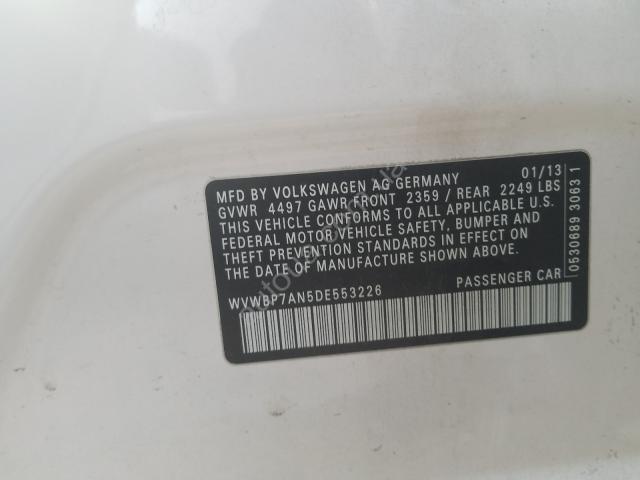 MFD BY VOLKSWAGEN AG GERMANY 01/13
GVWR 4497 GAWR FRONT 2359 / REAR 2249 LBS
THIS VEHICLE CONFORMS TO ALL APPLICABLE U.S.
FEDERAL MOTOR VEHICLE SAFETY, BUMPER AND
THEFT PREVENTION STANDARDS IN EFFECT ON
THE DATE OF MANUFACTURE SHOWN ABOVE.
WVWBP7AN5DE553226 PASSENGER CAR
0530689 30831